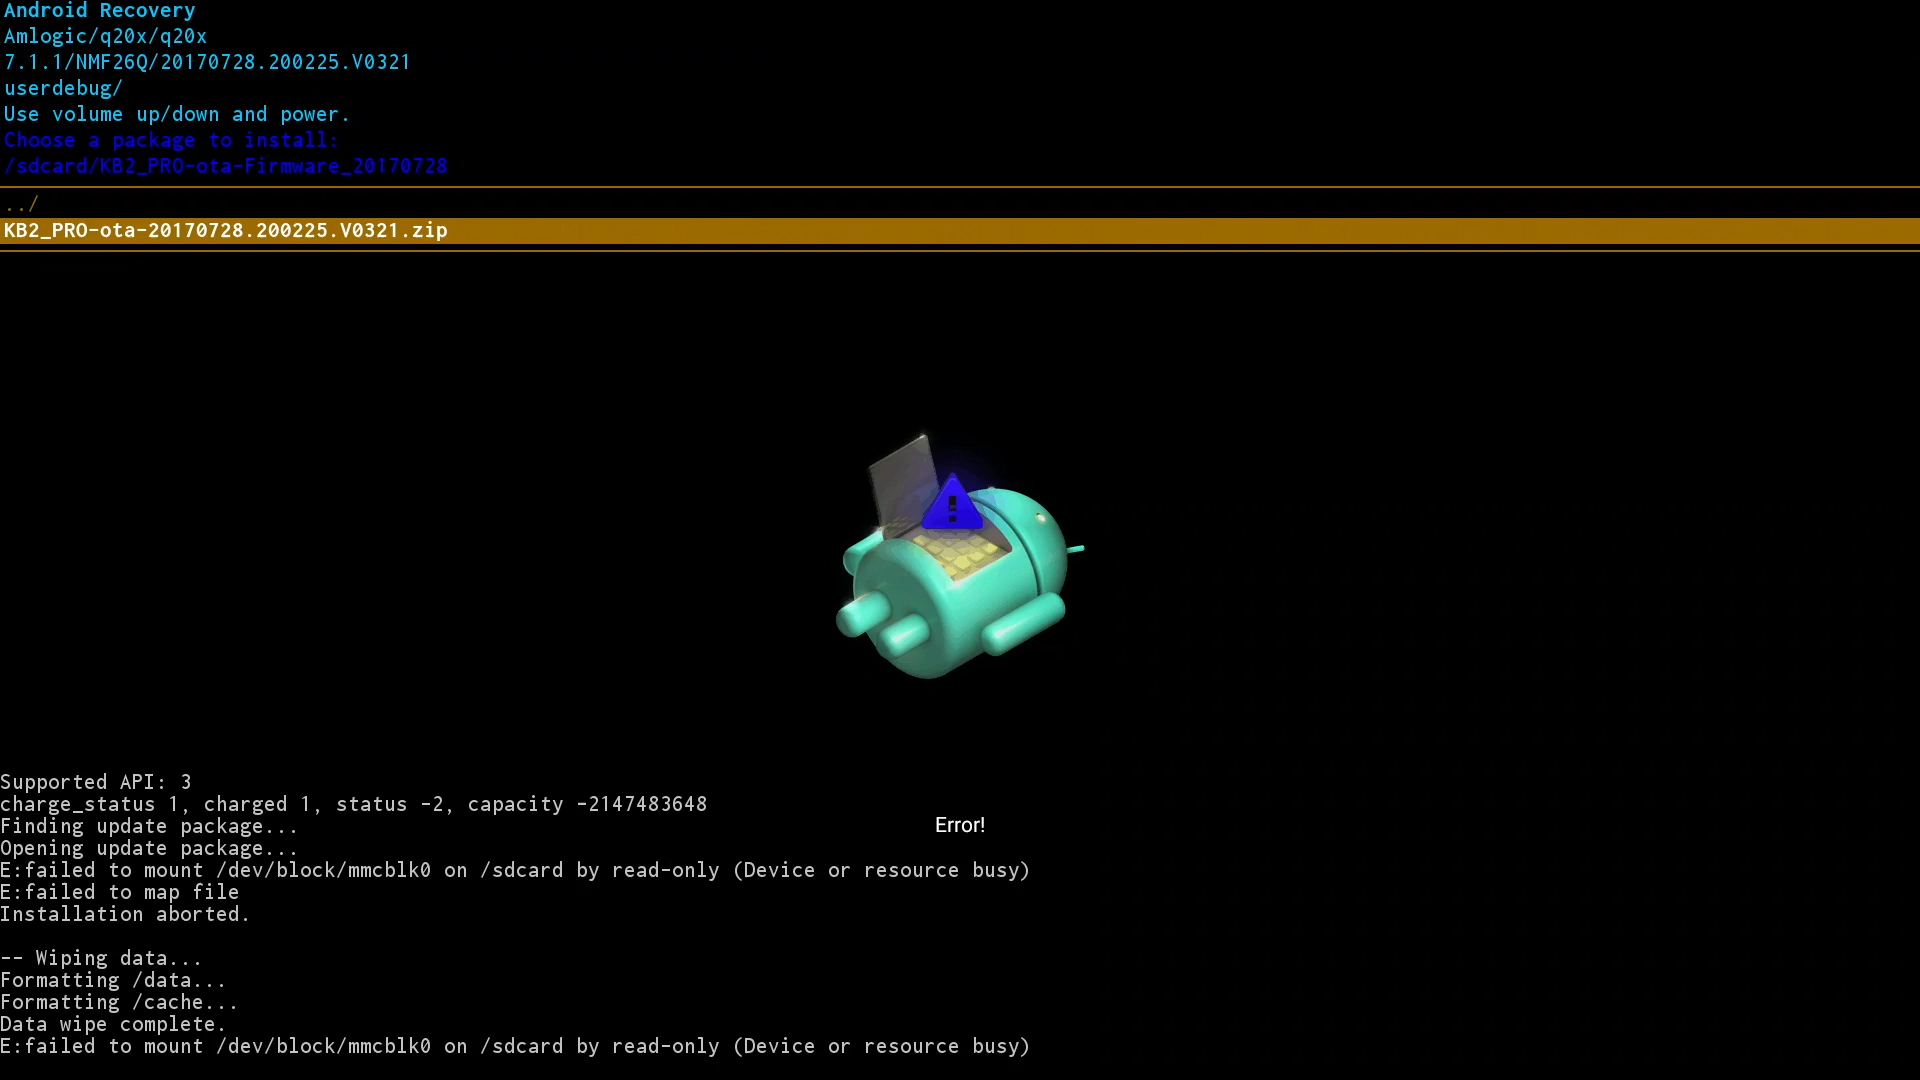 Android Recovery
Amlogic/q20x/q20x
7.1.1/NMF26Q/20170728.200225.V0321
userdebug/
Use volume up/down and power.
Choose a package to install:
/sdcard/KB2_PRO-ota-Firmware_20170728
../
KB2_PRO-ota-20170728.200225.V0321.zip
Supported API: 3
charge_status 1, charged 1, status -2, capacity -2147483648
Finding update package...
Error!
Opening update package...
E:failed to mount /dev/block/mmcblk0 on /sdcard by read-only (Device or resource busy)
E:failed to map file
Installation aborted.
-- Wiping data...
Formatting /data...
Formatting /cache...
Data wipe complete.
E:failed to mount /dev/block/mmcblk0 on /sdcard by read-only (Device or resource busy)